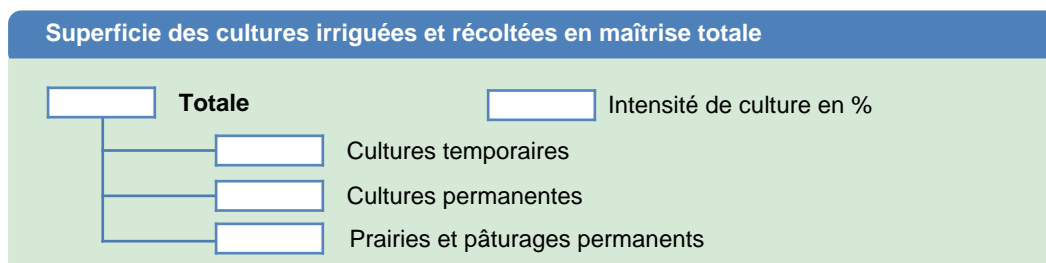 Superficie des cultures irriguées et récoltées en maîtrise totale
Totale
Intensité de culture en %
Cultures temporaires
Cultures permanentes
Prairies et pâturages permanents